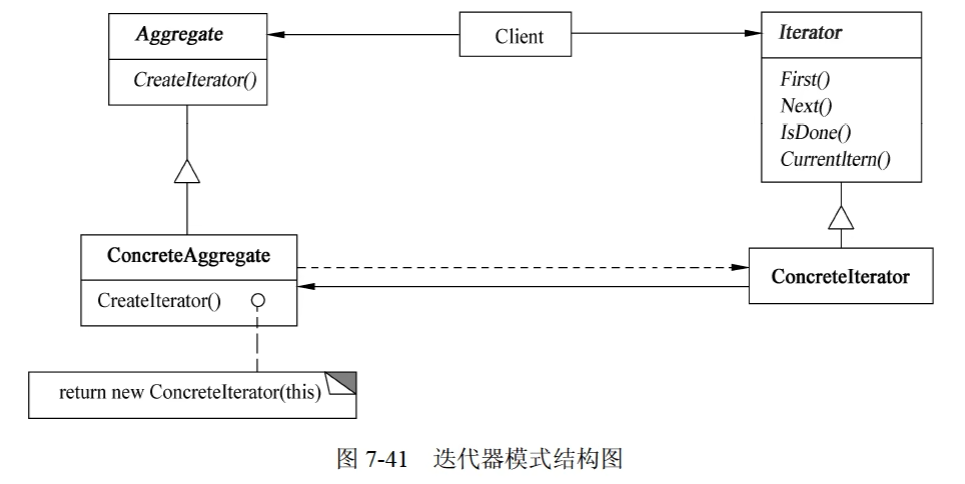 Aggregate
CreateIterator()
Client
Iterator
First()
Next()
IsDone()
CurrentItern()
ConcreteAggregate
CreateIterator()
ConcreteIterator
return new ConcreteIterator(this)
图 7-41 迭代器模式结构图